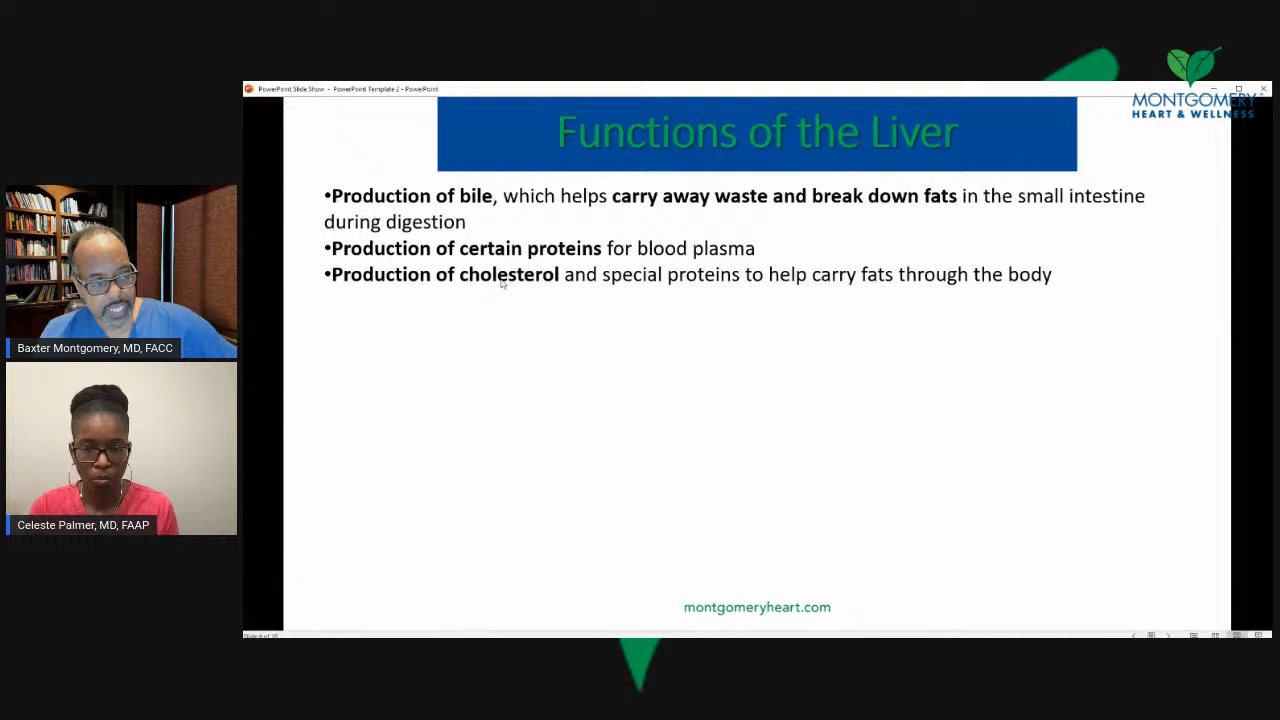 PowerPoint Slide Show - PowerPoint Template 2 - PowerPoint
MONTGOMERY
HEART & WELLNESS
Functions of the Liver
•Production of bile, which helps carry away waste and break down fats in the small intestine
during digestion
•Production of certain proteins for blood plasma
•Production of cholesterol and special proteins to help carry fats through the body
Baxter Montgomery, MD, FACC
Celeste Palmer, MD, FAAP
montgomeryheart.com